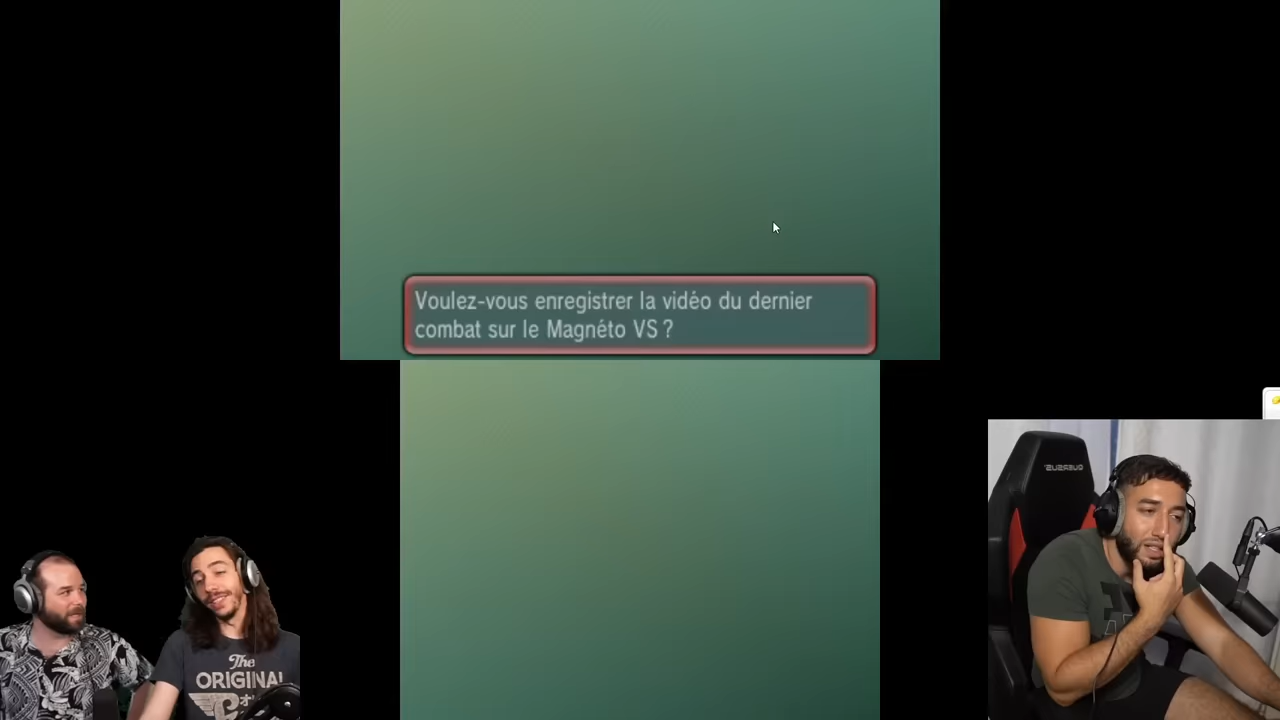 Voulez-vous enregistrer la vidéo du dernier
combat sur le Magnéto VS ?
The
ORIGINAL